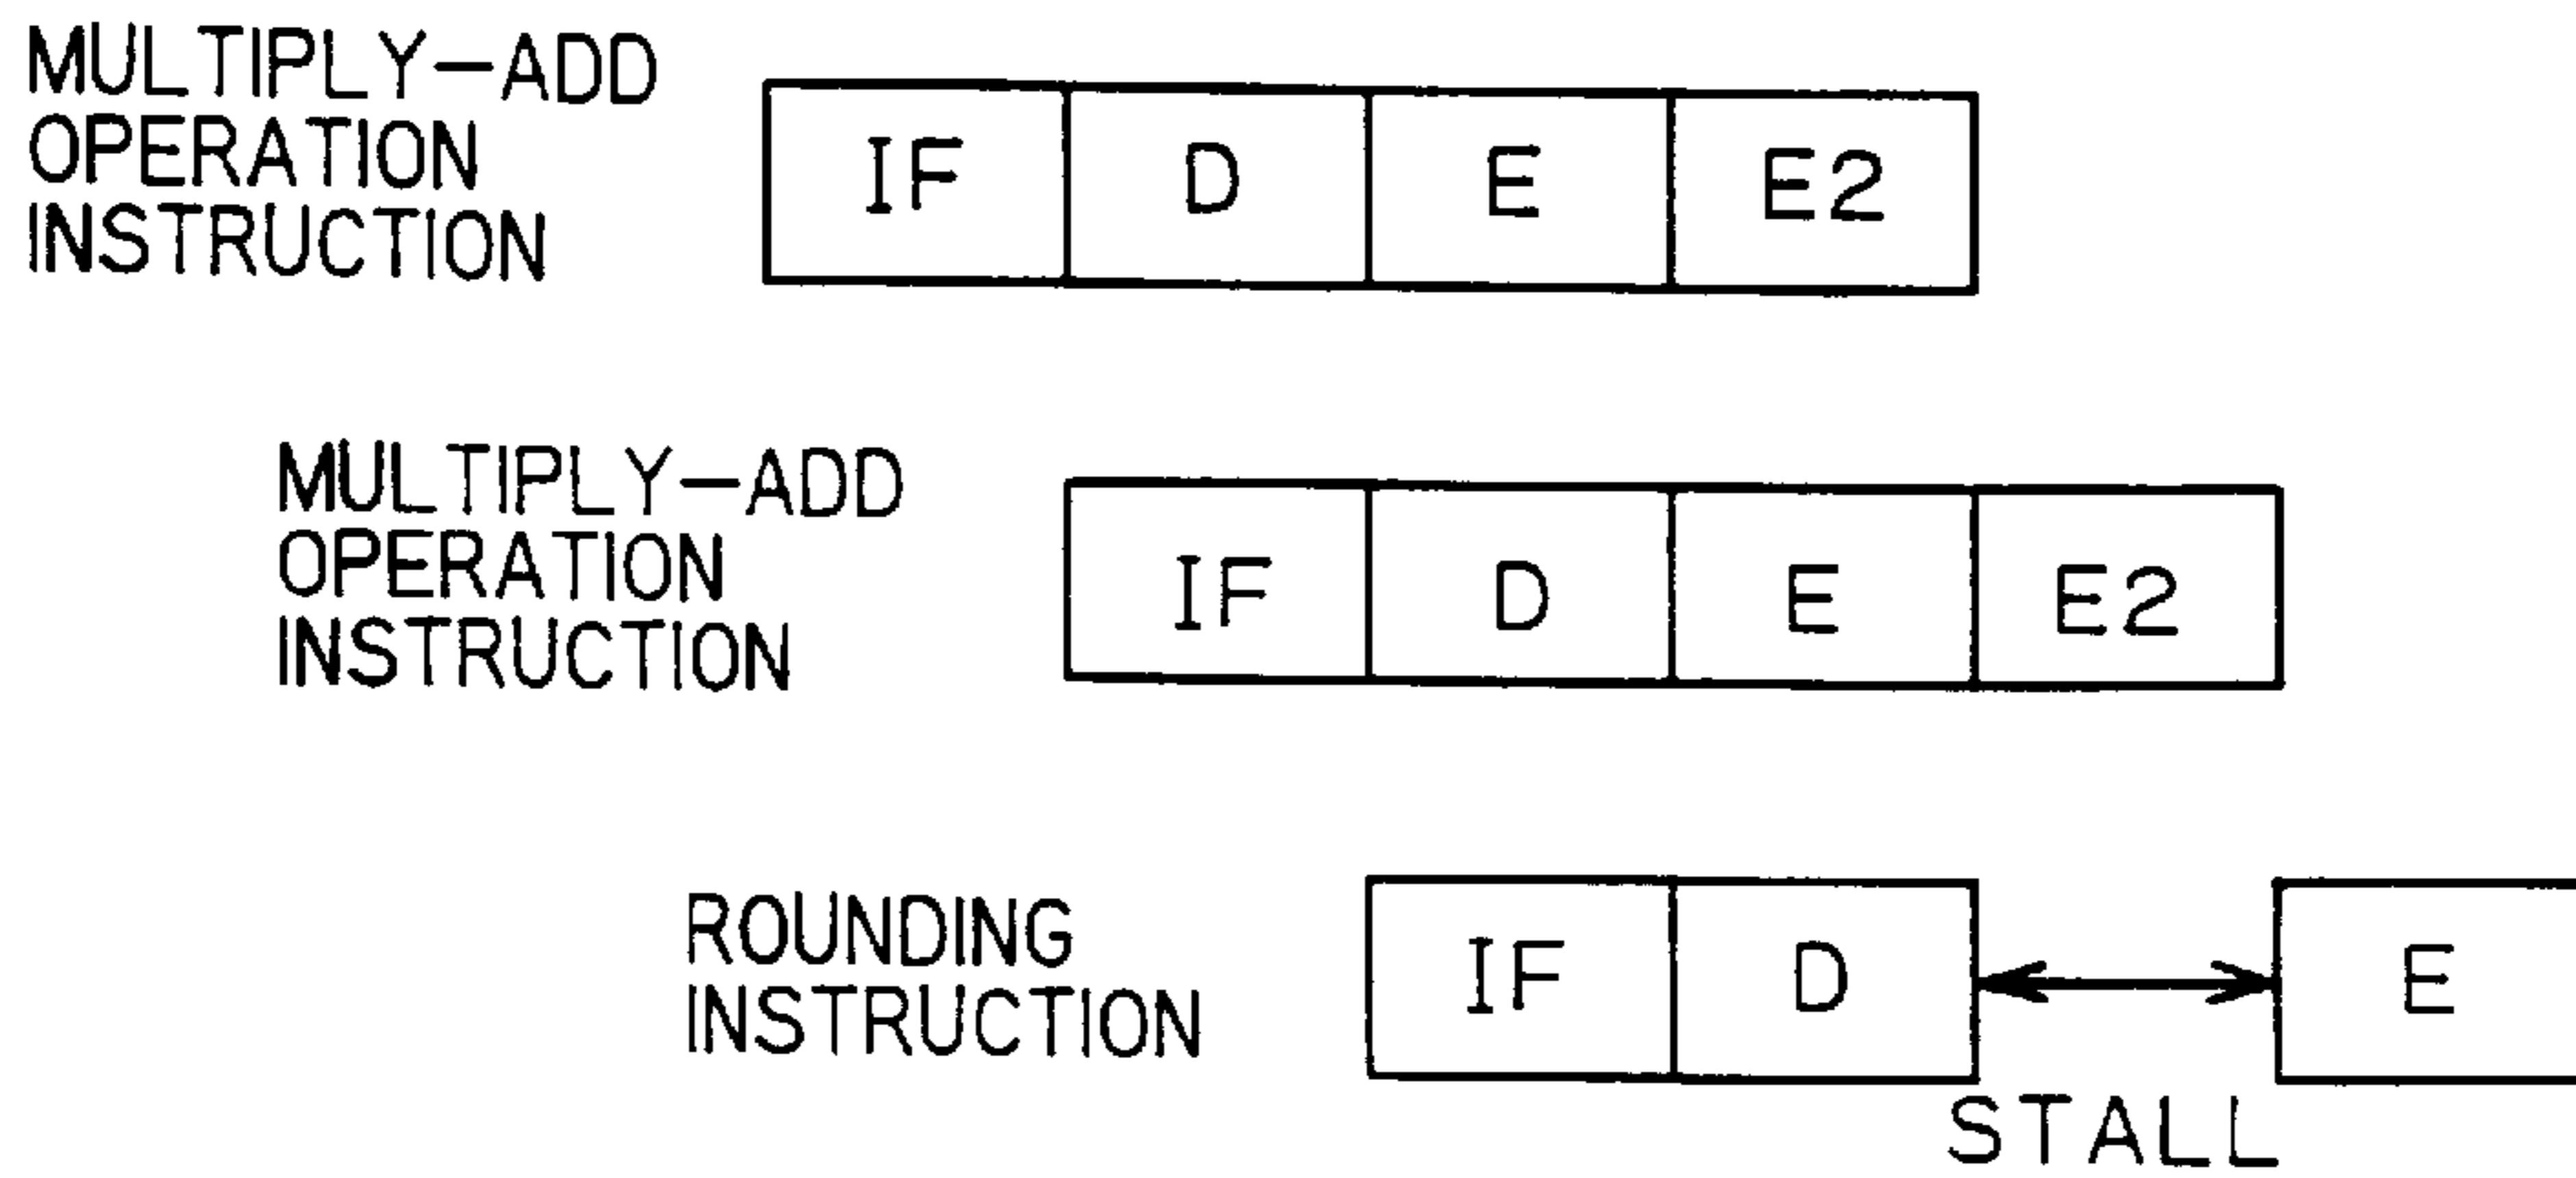 MULTIPLY-ADD
OPERATION
INSTRUCTION
IF D E E2
MULTIPLY-ADD
OPERATION
INSTRUCTION
IF D E E2
ROUNDING
INSTRUCTION
IF D E
STALL